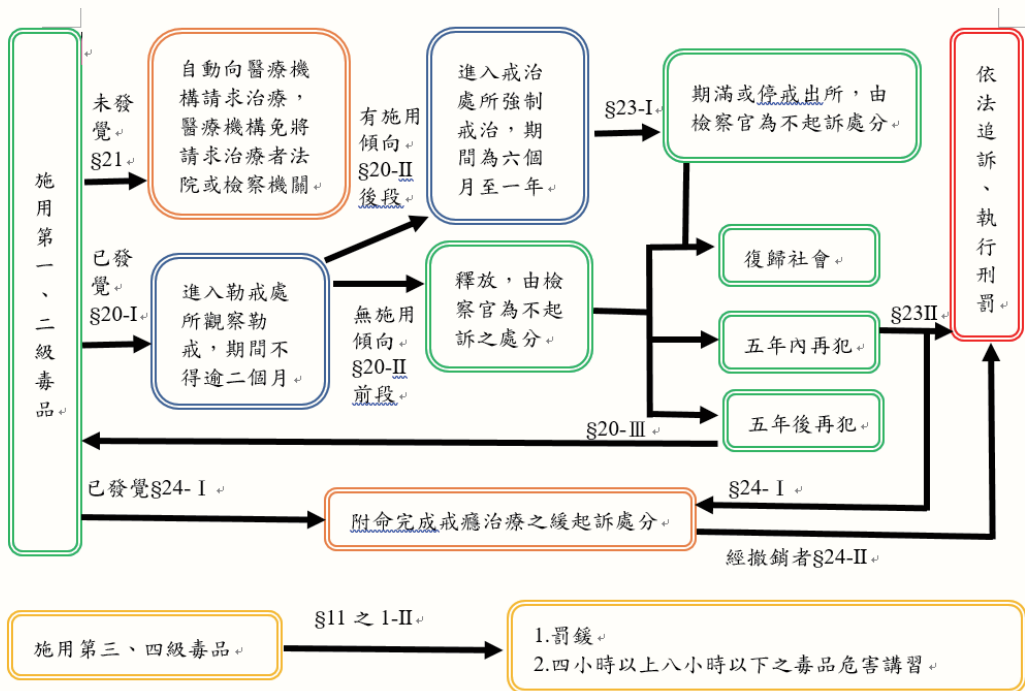 施
用
第
一
、
二
級
毒
品
未發
覺
§21
自動向醫療機
構請求治療，
醫療機構免將
請求治療者法
院或檢察機關
已發
覺
§20-I
進入勒戒處
所觀察勒
戒，期間不
得逾二個月
有施用
傾向
§20-II
後段
進入戒治
處所強制
戒治，期
間為六個
月至一年
無施用
傾向
§20-II
前段
釋放，由檢
察官為不起
訴之處分
§23-I
期滿或停戒出所，由
檢察官為不起訴處分
復歸社會
五年內再犯
五年後再犯
§23II
依
法
追
訴
、
執
行
刑
罰
§20-Ⅲ
已發覺§24-Ⅰ
附命完成戒癮治療之緩起訴處分
§24-Ⅰ
經撤銷者§24-II
施用第三、四級毒品
§11 之 1-II
1.罰鍰
2.四小時以上八小時以下之毒品危害講習